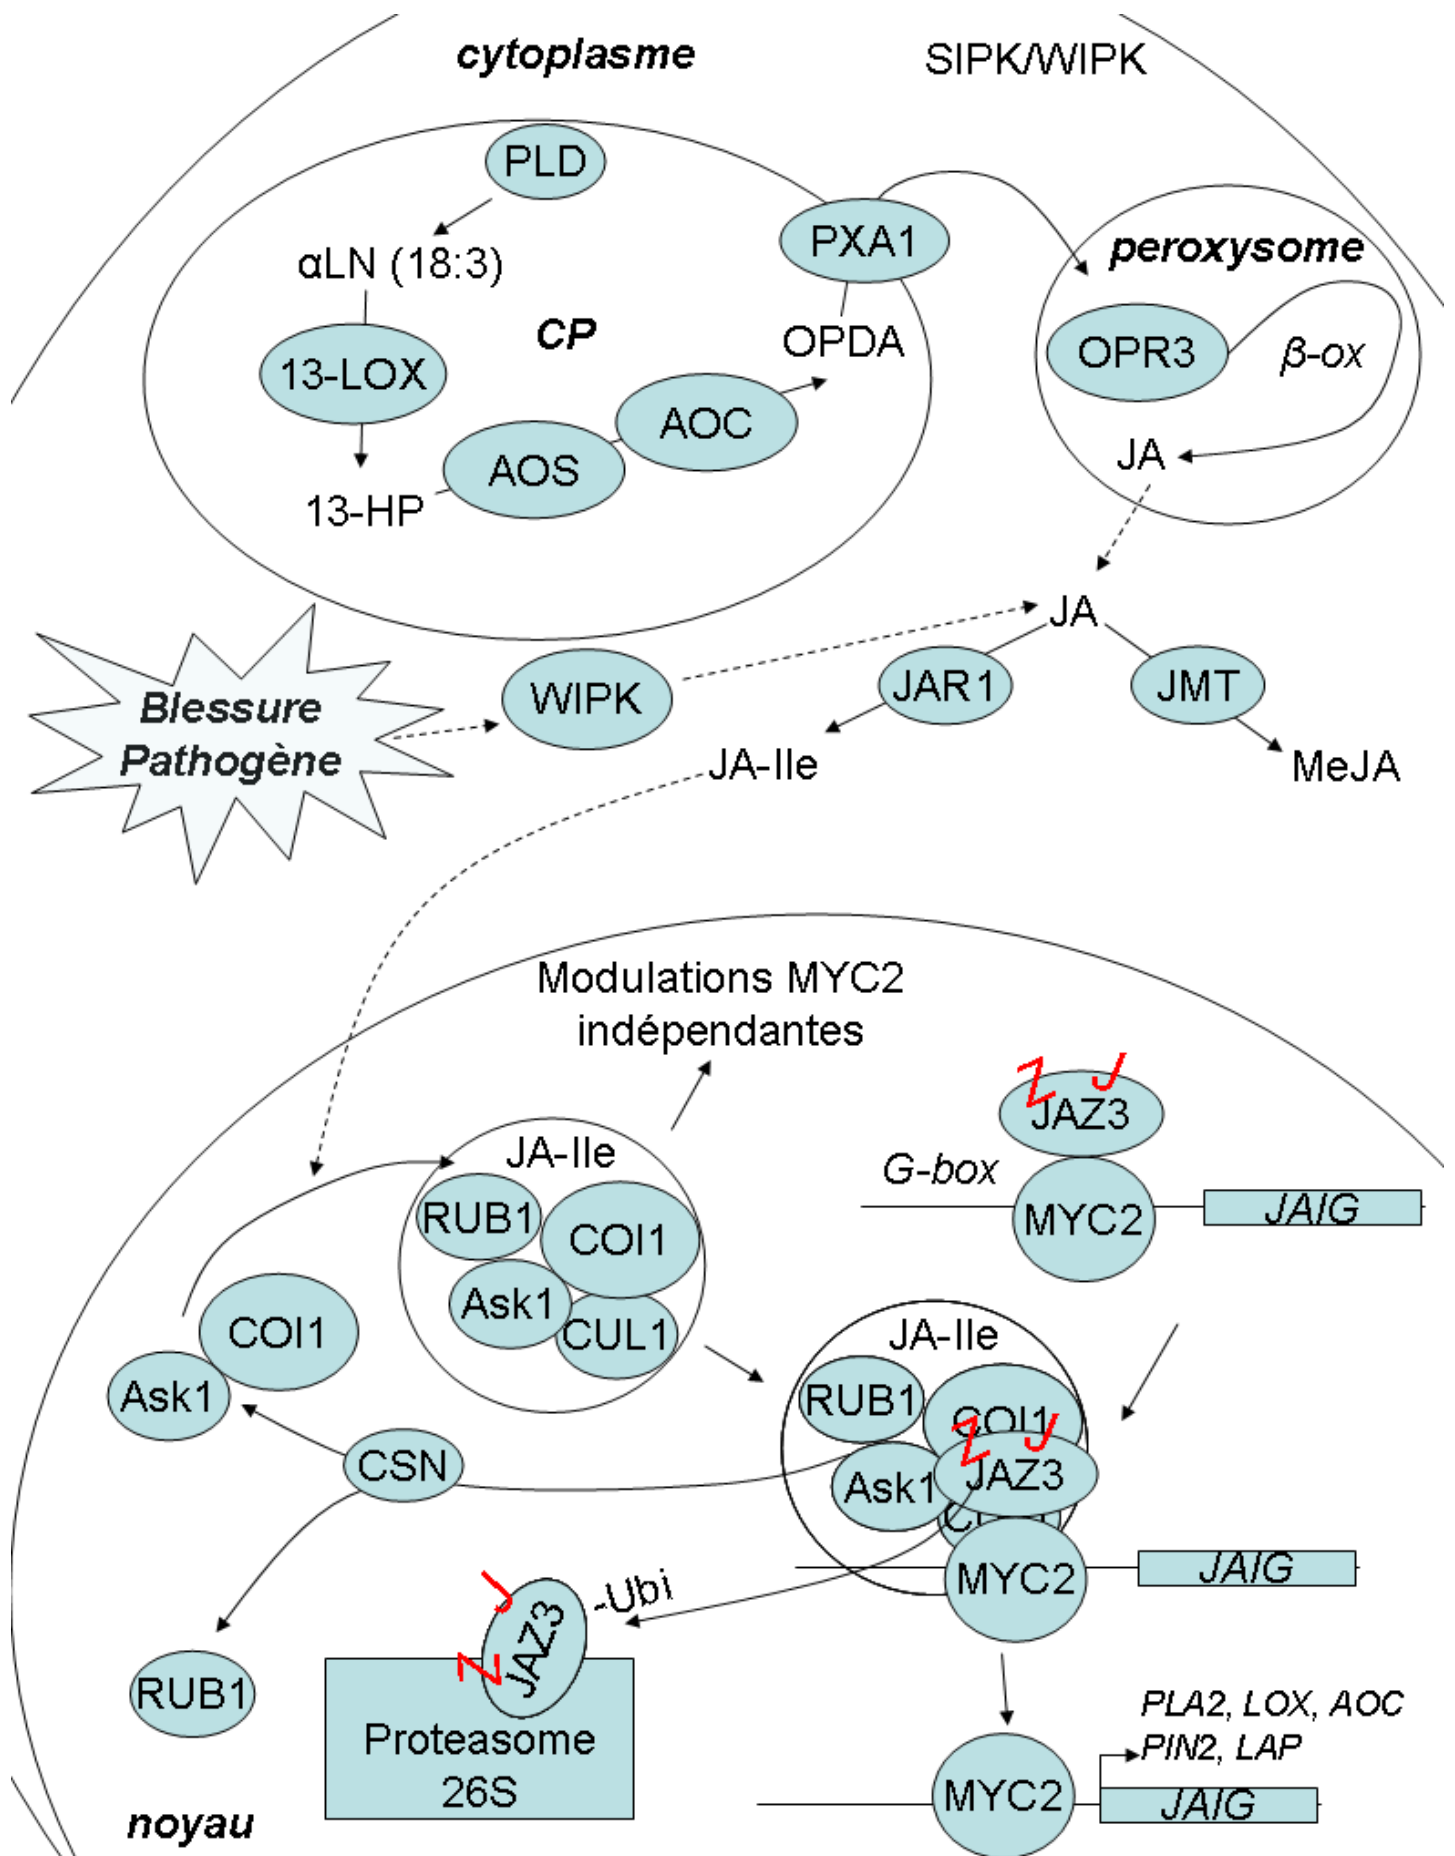 cytoplasme
SIPK/WIPK
PLD
αLN (18:3)
PXA1
peroxysome
CP
OPDA
13-LOX
OPR3
β-ox
AOC
AOS
JA
13-HP
JA
WIPK
JAR1
JMT
Blessure
Pathogène
JA-Ile
MeJA
Modulations MYC2
indépendantes
Z J
JAZ3
G-box
MYC2
JAIG
JA-Ile
RUB1
COI1
Ask1
CUL1
COI1
Ask1
CSN
JA-Ile
RUB1
COI1
Z J
JAZ3
Ask1
MYC2
JAIG
J
Z
JAZ3
-Ubi
RUB1
Proteasome
26S
PLA2, LOX, AOC
PIN2, LAP
MYC2
JAIG
noyau